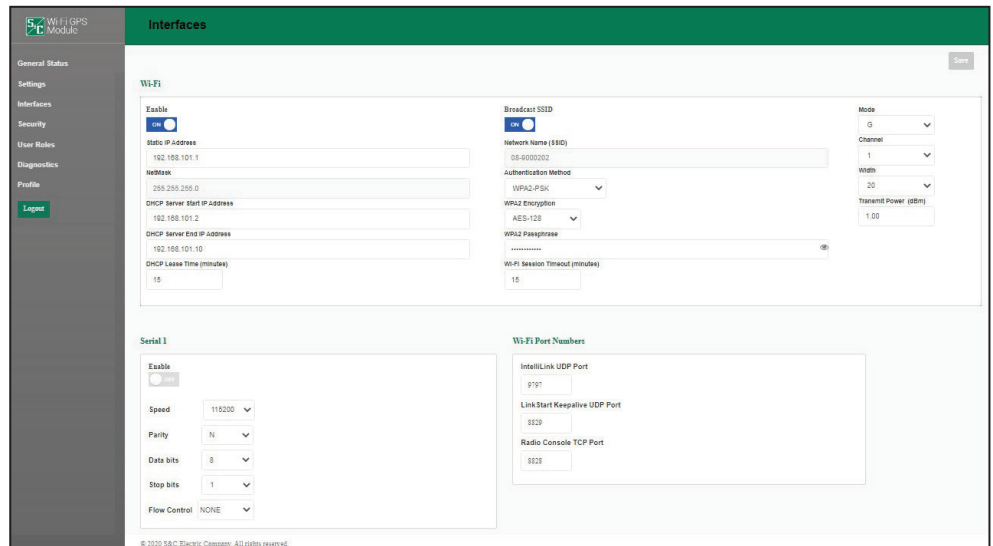 S&C Wi-Fi GPS
Module
Interfaces
General Status
Settings
Interfaces
Security
User Roles
Diagnostics
Profile
Logout
Save
Wi-Fi
Enable
ON
Static IP Address
192.168.101.1
NetMask
255.255.255.0
DHCP Server Start IP Address
192.168.101.2
DHCP Server End IP Address
192.168.101.10
DHCP Lease Time (minutes)
15
Broadcast SSID
ON
Network Name (SSID)
08-9000202
Authentication Method
WPA2-PSK
WPA2 Encryption
AES-128
WPA2 Passphrase
••••••••••••
Wi-Fi Session Timeout (minutes)
15
Mode
G
Channel
1
Width
20
Transmit Power (dBm)
1.00
Serial 1
Enable
OFF
Speed 115200
Parity N
Data bits 8
Stop bits 1
Flow Control NONE
Wi-Fi Port Numbers
IntelliLink UDP Port
9797
LinkStart Keepalive UDP Port
8829
Radio Console TCP Port
8828
© 2020 S&C Electric Company. All rights reserved.